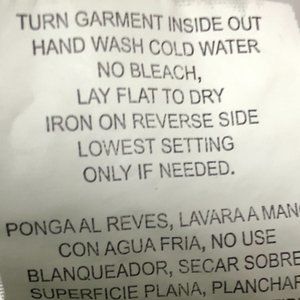 TURN GARMENT INSIDE OUT
HAND WASH COLD WATER
NO BLEACH,
LAY FLAT TO DRY
IRON ON REVERSE SIDE
LOWEST SETTING
ONLY IF NEEDED.
PONGA AL REVES, LAVARA A MANO
CON AGUA FRIA, NO USE
BLANQUEADOR, SECAR SOBRE
SUPERFICIE PLANA, PLANCHAR